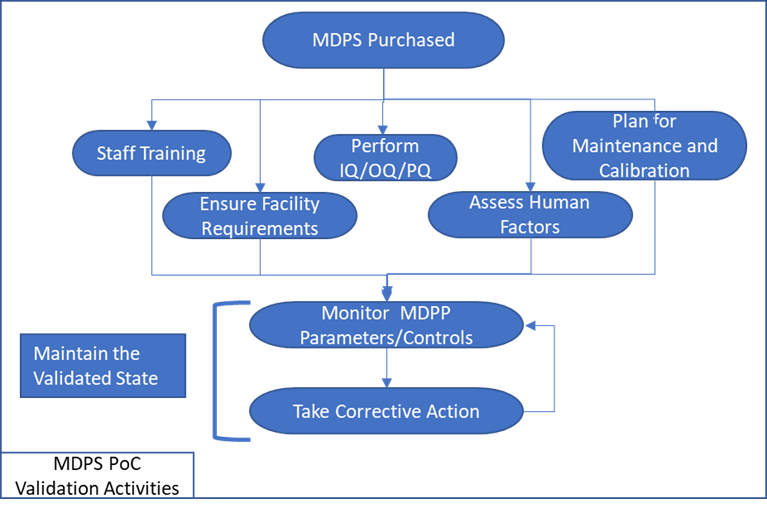 MDPS Purchased
Staff Training
Perform
IQ/OQ/PQ
Plan for
Maintenance and
Calibration
Ensure Facility
Requirements
Assess Human
Factors
Monitor MDPP
Parameters/Controls
Maintain the
Validated State
Take Corrective Action
MDPS PoC
Validation Activities